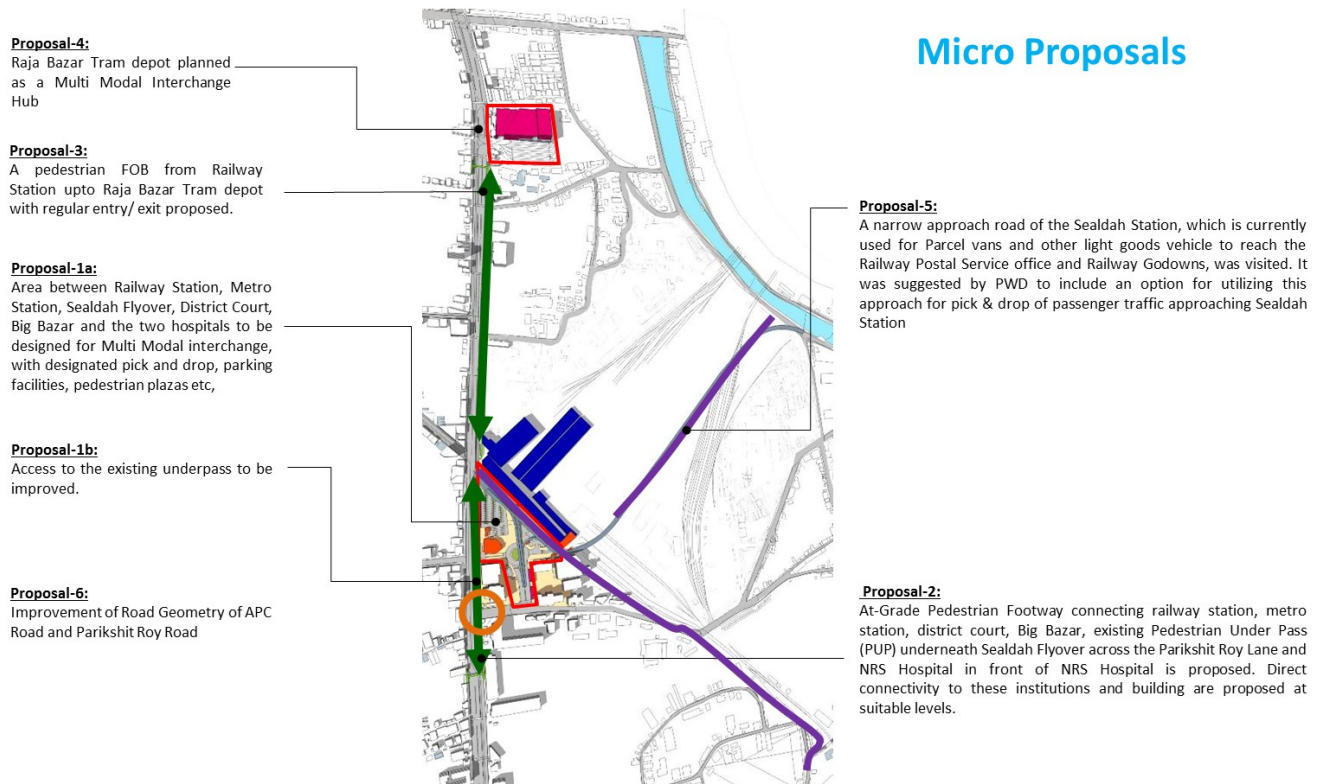 Micro Proposals
Proposal-4:
Raja Bazar Tram depot planned
as a Multi Modal Interchange
Hub
Proposal-3:
A pedestrian FOB from Railway
Station upto Raja Bazar Tram depot
with regular entry/ exit proposed.
Proposal-1a:
Area between Railway Station, Metro
Station, Sealdah Flyover, District Court,
Big Bazar and the two hospitals to be
designed for Multi Modal interchange,
with designated pick and drop, parking
facilities, pedestrian plazas etc,
Proposal-1b:
Access to the existing underpass to be
improved.
Proposal-6:
Improvement of Road Geometry of APC
Road and Parikshit Roy Road
Proposal-5:
A narrow approach road of the Sealdah Station, which is currently
used for Parcel vans and other light goods vehicle to reach the
Railway Postal Service office and Railway Godowns, was visited. It
was suggested by PWD to include an option for utilizing this
approach for pick & drop of passenger traffic approaching Sealdah
Station
Proposal-2:
At-Grade Pedestrian Footway connecting railway station, metro
station, district court, Big Bazar, existing Pedestrian Under Pass
(PUP) underneath Sealdah Flyover across the Parikshit Roy Lane and
NRS Hospital in front of NRS Hospital is proposed. Direct
connectivity to these institutions and building are proposed at
suitable levels.